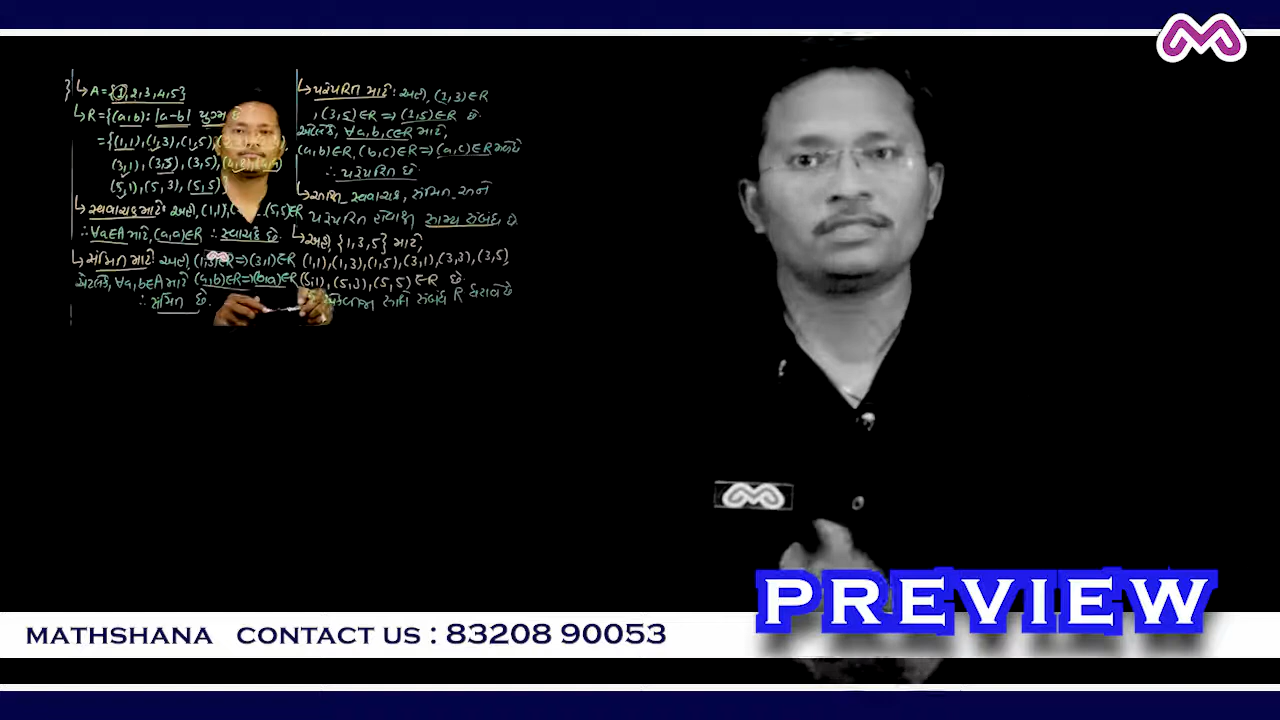 A = {1,2,3,4,5}
R = {(a,b): |a-b| યુગ્મ છે
= {(1,1),(1,3),(1,5),
(3,1),(3,3),(3,5),
(5,1),(5,3),(5,5)
સ્વવાચક માટે: અહીં, (1,1), (5,5)∈R
∴ ∀a∈A માટે, (a,a)∈R ∴ સ્વવાચક છે.
સંમિત માટે: અહીં (1,3)∈R ⇒ (3,1)∈R
એટલેકે, ∀a,b∈A માટે (a,b)∈R ⇒ (b,a)∈R
∴ સંમિત છે.
પરંપરિત માટે: અહીં, (1,3)∈R
, (3,5)∈R ⇒ (1,5)∈R છે.
એટલેકે, ∀a,b,c∈R માટે,
(a,b)∈R, (b,c)∈R ⇒ (a,c)∈R
∴ પરંપરિત છે
સ્વવાચક, સંમિત અને
પરંપરિત હોવાથી સામ્ય સંબંધ છે
અહીં {1,3,5} માટે,
(1,1),(1,3),(1,5),(3,1),(3,3),(3,5)
(5,1),(5,3),(5,5)∈R છે.
સાથે સંબંધ R ધરાવે છે
MATHSHANA CONTACT US : 83208 90053
PREVIEW